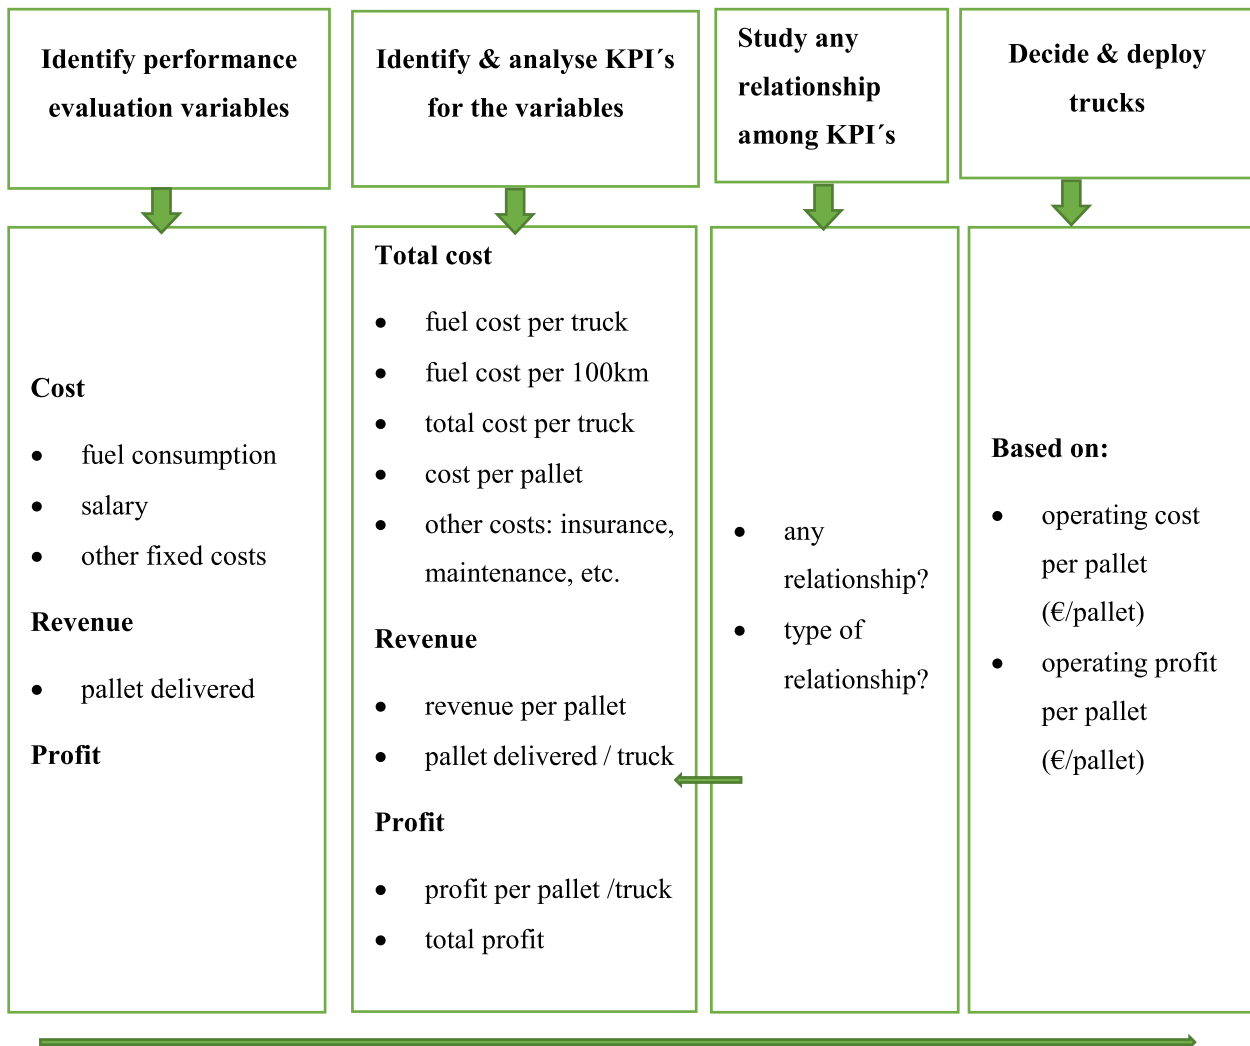 Identify performance
evaluation variables
Identify & analyse KPI´s
for the variables
Study any
relationship
among KPI´s
Decide & deploy
trucks
Cost
• fuel consumption
• salary
• other fixed costs
Revenue
• pallet delivered
Profit
Total cost
• fuel cost per truck
• fuel cost per 100km
• total cost per truck
• cost per pallet
• other costs: insurance,
maintenance, etc.
Revenue
• revenue per pallet
• pallet delivered / truck
Profit
• profit per pallet /truck
• total profit
• any
relationship?
• type of
relationship?
Based on:
• operating cost
per pallet
(€/pallet)
• operating profit
per pallet
(€/pallet)